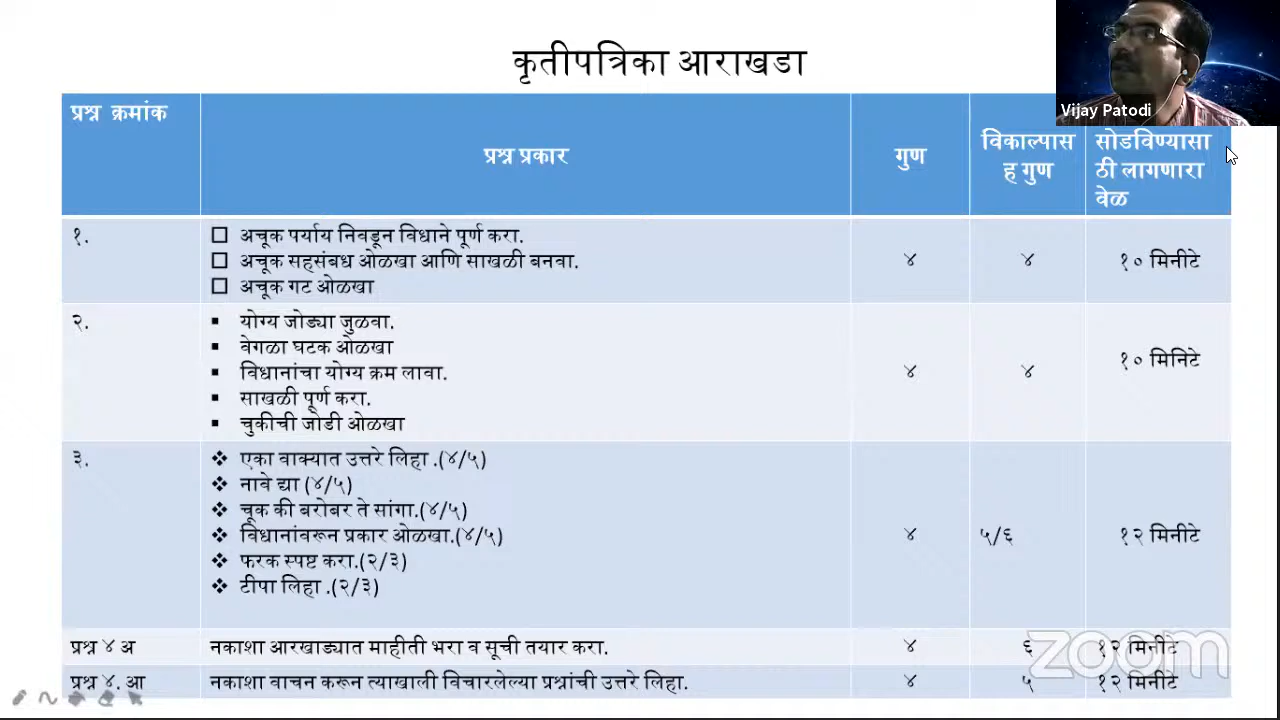 कृतीपत्रिका आराखडा
Vijay Patodi
प्रश्न क्रमांक
प्रश्न प्रकार
गुण
विकाल्पास
ह गुण
सोडविण्यासा
ठी लागणारा
वेळ
१.
अचूक पर्याय निवडून विधाने पूर्ण करा.
अचूक सहसंबध ओळखा आणि साखळी बनवा.
अचूक गट ओळखा
४
४
१० मिनीटे
२.
योग्य जोड्या जुळवा.
वेगळा घटक ओळखा
विधानांचा योग्य क्रम लावा.
साखळी पूर्ण करा.
चुकीची जोडी ओळखा
४
४
१० मिनिटे
३.
एका वाक्यात उत्तरे लिहा .(४/५)
नावे द्या (४/५)
चूक की बरोबर ते सांगा.(४/५)
विधानांवरून प्रकार ओळखा.(४/५)
फरक स्पष्ट करा.(२/३)
टीपा लिहा .(२/३)
४
५/६
१२ मिनीटे
प्रश्न ४ अ
नकाशा आरखाड्यात माहीती भरा व सूची तयार करा.
४
६
१२ मिनीटे
प्रश्न ४. आ
नकाशा वाचन करून त्याखाली विचारलेल्या प्रश्नांची उत्तरे लिहा.
४
५
१२ मिनीटे
zoom